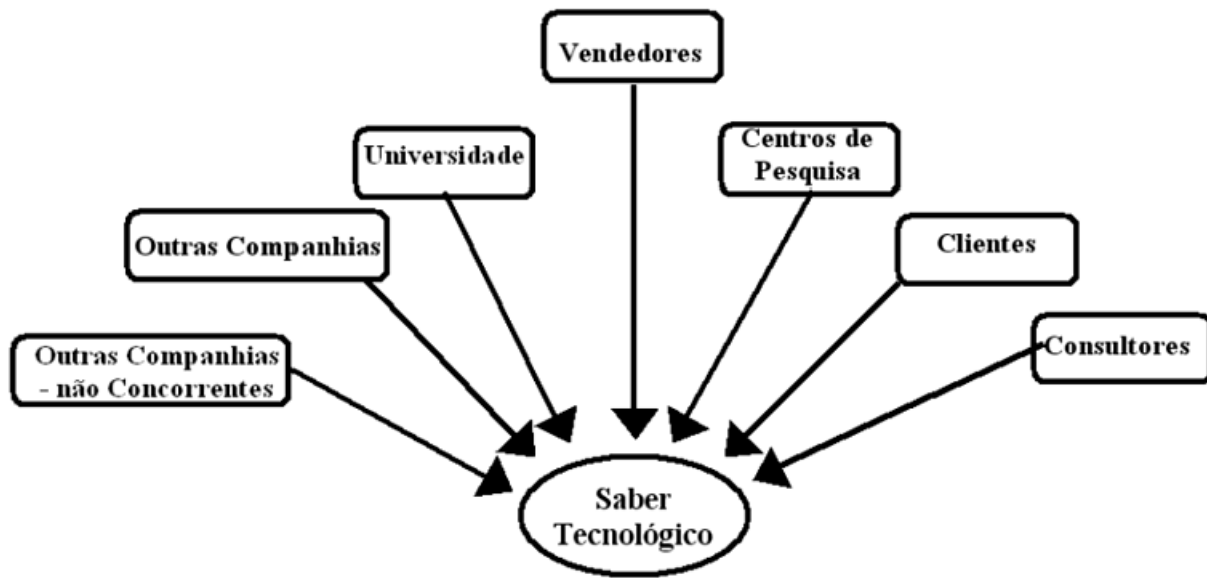 Vendedores
Universidade
Centros de
Pesquisa
Outras Companhias
Clientes
Outras Companhias
- não Concorrentes
Consultores
Saber
Tecnológico